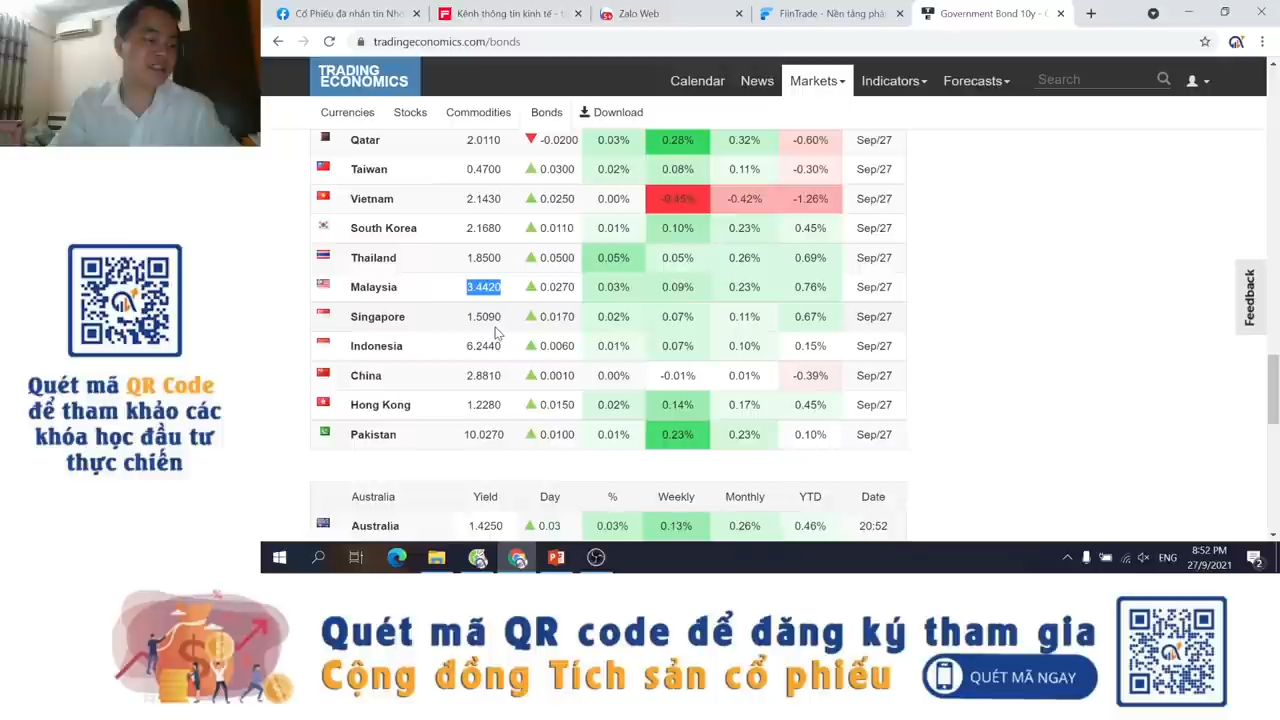 Cổ Phiếu đã nhắn tin Nhó
Kênh thông tin kinh tế - t
Zalo Web
FiinTrade - Nền tảng phâ
Government Bond 10y - C
tradingeconomics.com/bonds
TRADING
ECONOMICS
Calendar News Markets Indicators Forecasts Search
Currencies Stocks Commodities Bonds Download
Qatar 2.0110 -0.0200 0.03% 0.28% 0.32% -0.60% Sep/27
Taiwan 0.4700 0.0300 0.02% 0.08% 0.11% -0.30% Sep/27
Vietnam 2.1430 0.0250 0.00% -0.45% -0.42% -1.26% Sep/27
South Korea 2.1680 0.0110 0.01% 0.10% 0.23% 0.45% Sep/27
Thailand 1.8500 0.0500 0.05% 0.05% 0.26% 0.69% Sep/27
Malaysia 3.4420 0.0270 0.03% 0.09% 0.23% 0.76% Sep/27
Singapore 1.5090 0.0170 0.02% 0.07% 0.11% 0.67% Sep/27
Indonesia 6.2440 0.0060 0.01% 0.07% 0.10% 0.15% Sep/27
China 2.8810 0.0010 0.00% -0.01% 0.01% -0.39% Sep/27
Hong Kong 1.2280 0.0150 0.02% 0.14% 0.17% 0.45% Sep/27
Pakistan 10.0270 0.0100 0.01% 0.23% 0.23% 0.10% Sep/27
Australia Yield Day % Weekly Monthly YTD Date
Australia 1.4250 0.03 0.03% 0.13% 0.26% 0.46% 20:52
Feedback
Quét mã QR Code
để tham khảo các
khóa học đầu tư
thực chiến
ENG
8:52 PM
27/9/2021
2
Quét mã QR code để đăng ký tham gia
Cộng đồng Tích sản cổ phiếu
QUÉT MÃ NGAY